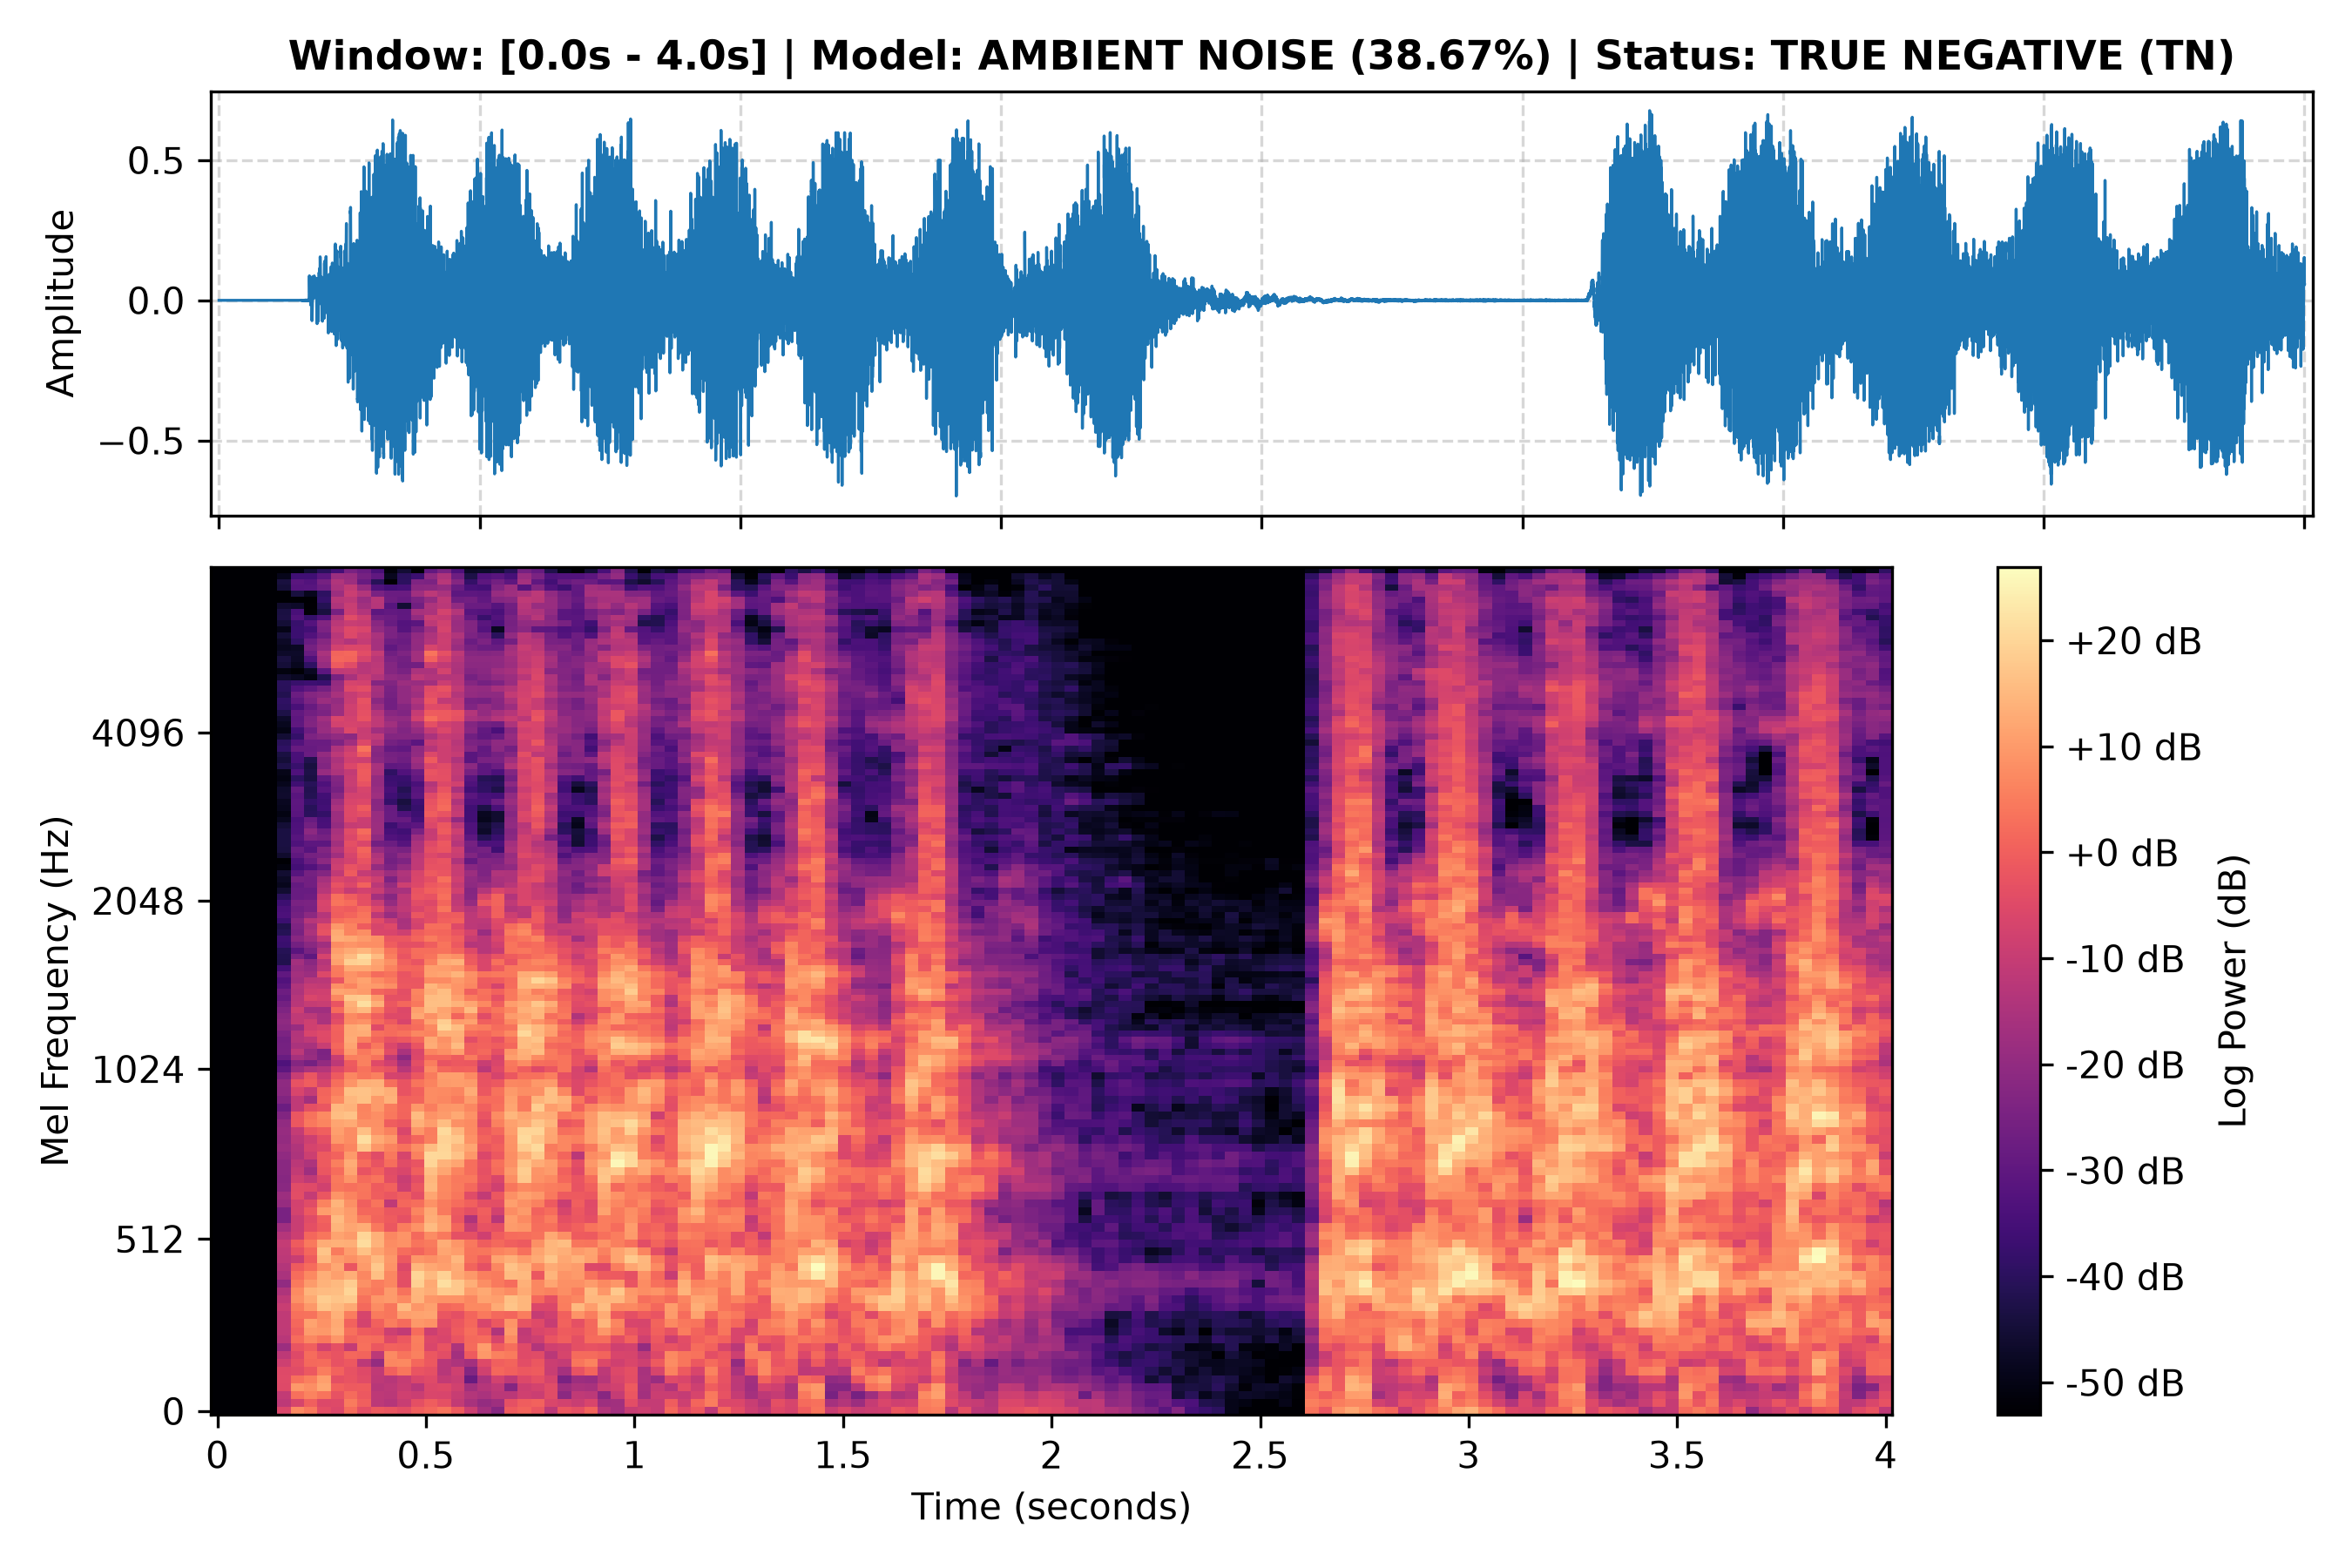 Window: [0.0s - 4.0s] | Model: AMBIENT NOISE (38.67%) | Status: TRUE NEGATIVE (TN)
Amplitude
0.5
0.0
−0.5
Mel Frequency (Hz)
4096
2048
1024
512
0
0 0.5 1 1.5 2 2.5 3 3.5 4
Time (seconds)
+20 dB
+10 dB
+0 dB
-10 dB
-20 dB
-30 dB
-40 dB
-50 dB
Log Power (dB)